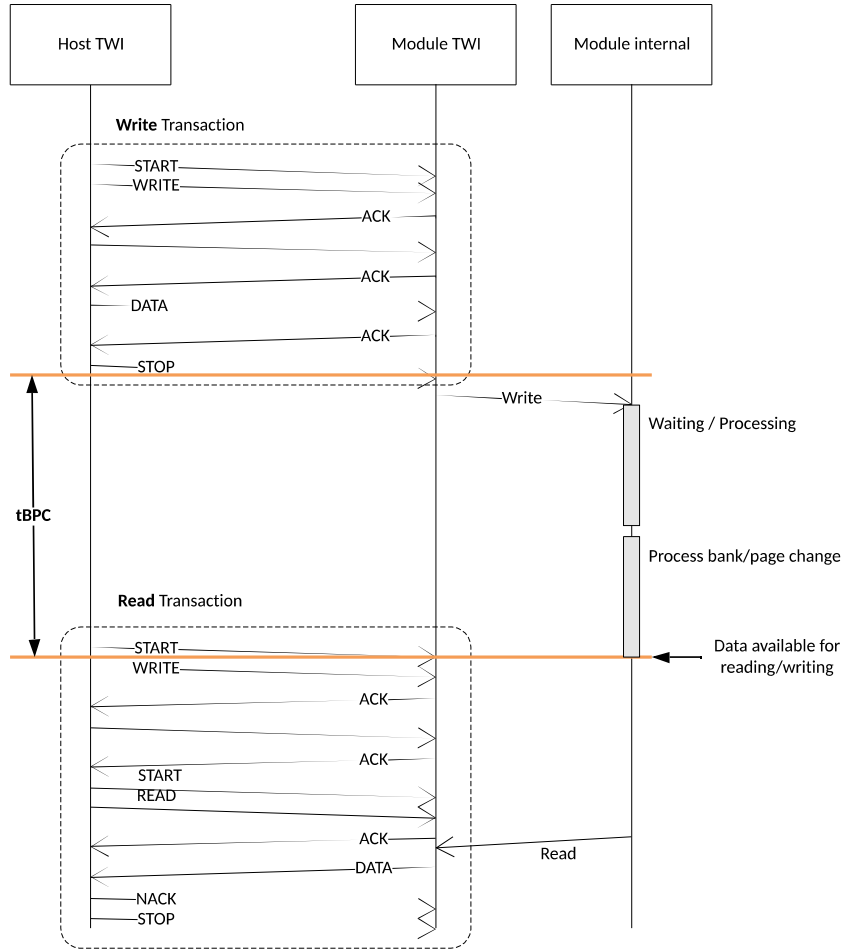 Host TWI
Module TWI
Module internal
Write Transaction
START
WRITE
ACK
ACK
DATA
ACK
STOP
Write
Waiting / Processing
tBPC
Process bank/page change
Read Transaction
START
Data available for
reading/writing
WRITE
ACK
ACK
START
READ
ACK
Read
DATA
NACK
STOP